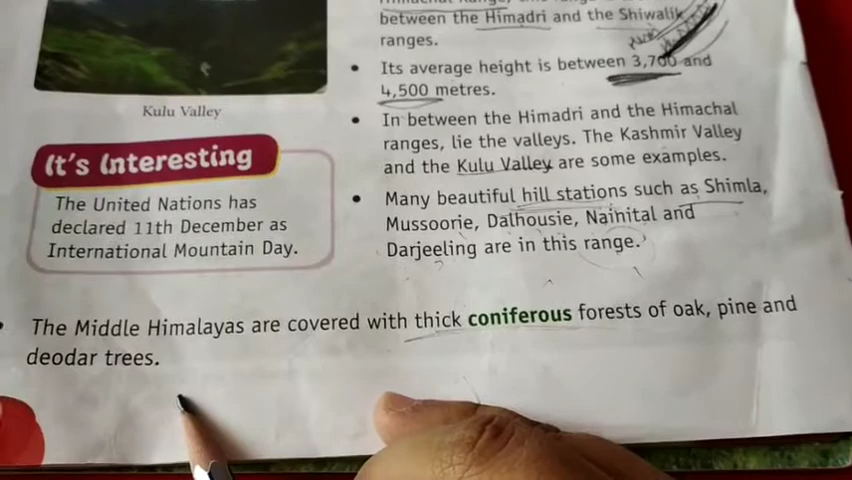 between the Himadri and the Shiwalik
ranges.
• Its average height is between 3,700 and
4,500 metres.
Kulu Valley
• In between the Himadri and the Himachal
ranges, lie the valleys. The Kashmir Valley
and the Kulu Valley are some examples.
It's Interesting
The United Nations has
declared 11th December as
International Mountain Day.
• Many beautiful hill stations such as Shimla,
Mussoorie, Dalhousie, Nainital and
Darjeeling are in this range.
The Middle Himalayas are covered with thick coniferous forests of oak, pine and
deodar trees.